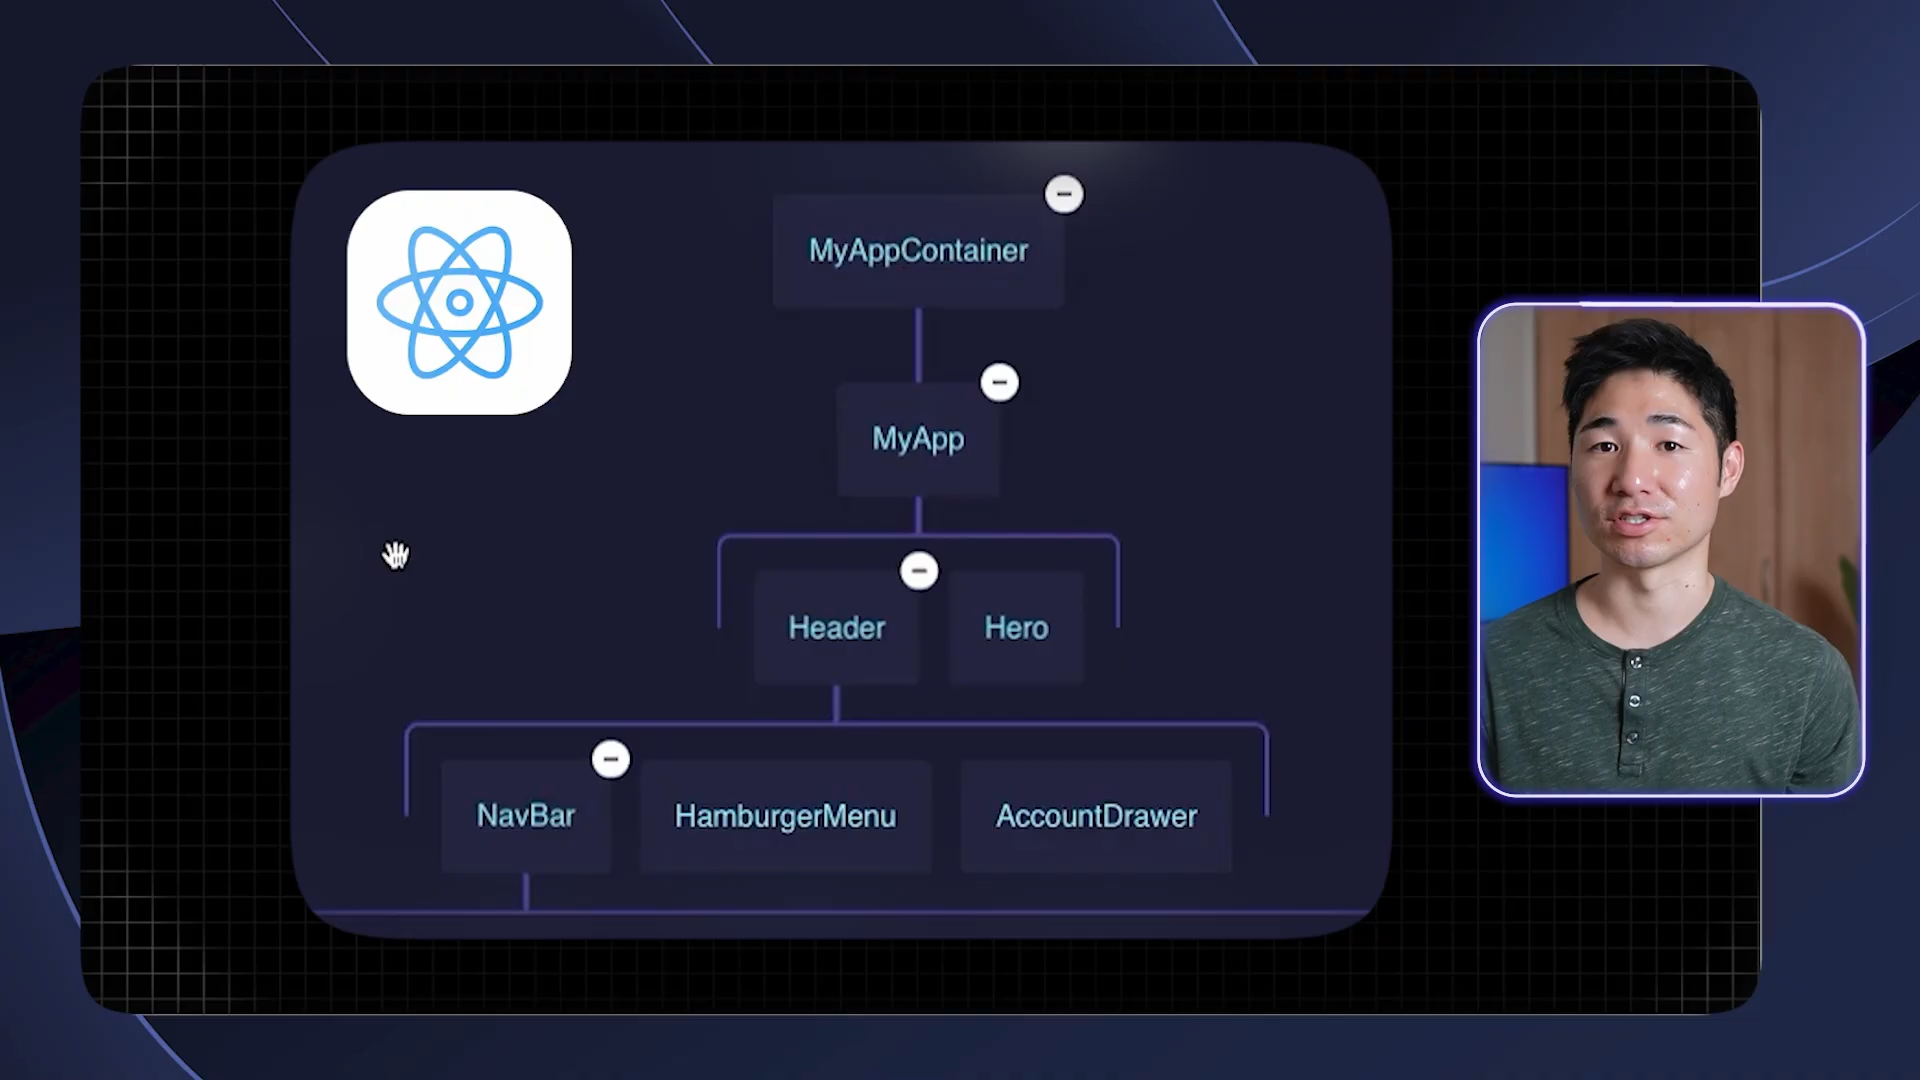 MyAppContainer
MyApp
Header
Hero
NavBar
HamburgerMenu
AccountDrawer